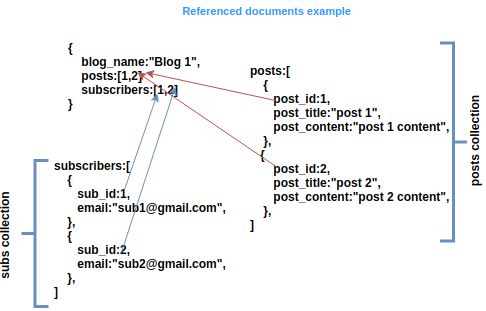 Referenced documents example
{
blog_name:"Blog 1",
posts:[1,2]
subscribers:[1,2]
}
posts:[
{
post_id:1,
post_title:"post 1",
post_content:"post 1 content",
},
{
post_id:2,
post_title:"post 2",
post_content:"post 2 content",
},
]
posts collection
subscribers:[
{
sub_id:1,
email:"sub1@gmail.com",
},
{
sub_id:2,
email:"sub2@gmail.com",
},
]
subs collection